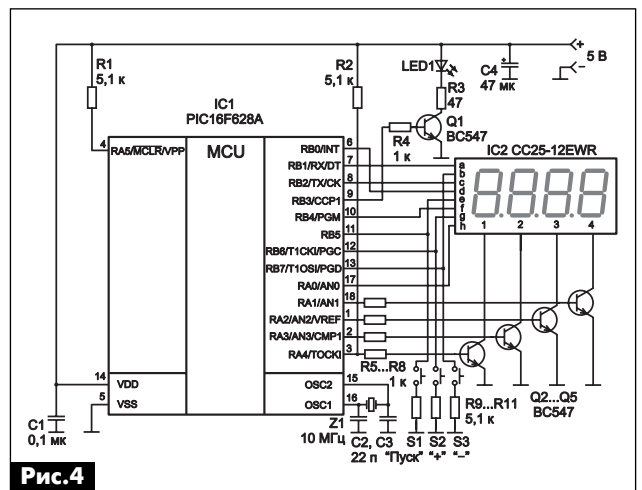 R1
5,1 к
IC1
PIC16F628A
R2
5,1 к
LED1
R3
47
C4
47 мк
+
–
5 В
Q1
BC547
R4
1 к
IC2 CC25-12EWR
MCU
4
RA5/MCLR/VPP
RB0/INT
6
RB1/RX/DT
7
RB2/TX/CK
8
RB3/CCP1
9
RB4/PGM
10
RB5
11
RB6/T1CKI/PGC
12
RB7/T1OSI/PGD
13
RA0/AN0
17
RA1/AN1
18
RA2/AN2/VREF
1
RA3/AN3/CMP1
2
RA4/TOCKI
3
a
b
c
d
e
f
g
h
8.8.8.8
1
2
3
4
R5...R8
1 к
14
VDD
5
VSS
OSC2
15
OSC1
16
C1
0,1 мк
Z1
10 МГц
C2,
22 п
C3
S1
"Пуск"
S2
"+"
S3
"–"
R9...R11
5,1 к
Q2...Q5
BC547
Рис.4